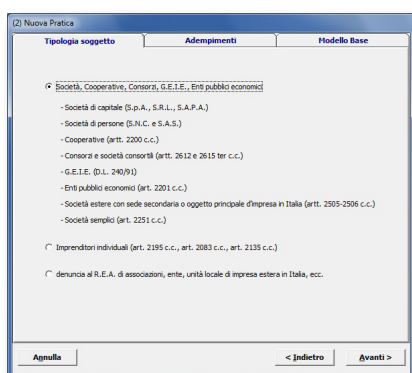 (2) Nuova Pratica
Tipologia soggetto
Adempimenti
Modello Base
Società, Cooperative, Consorzi, G.E.I.E., Enti pubblici economici
- Società di capitale (S.p.A., S.R.L., S.A.P.A.)
- Società di persone (S.N.C. e S.A.S.)
- Cooperative (artt. 2200 c.c.)
- Consorzi e società consortili (artt. 2612 e 2615 ter c.c.)
- G.E.I.E. (D.L. 240/91)
- Enti pubblici economici (art. 2201 c.c.)
- Società estere con sede secondaria o oggetto principale d'impresa in Italia (artt. 2505-2506 c.c.)
- Società semplici (art. 2251 c.c.)
Imprenditori individuali (art. 2195 c.c., art. 2083 c.c., art. 2135 c.c.)
denuncia al R.E.A. di associazioni, ente, unità locale di impresa estera in Italia, ecc.
Annulla
< Indietro
Avanti >